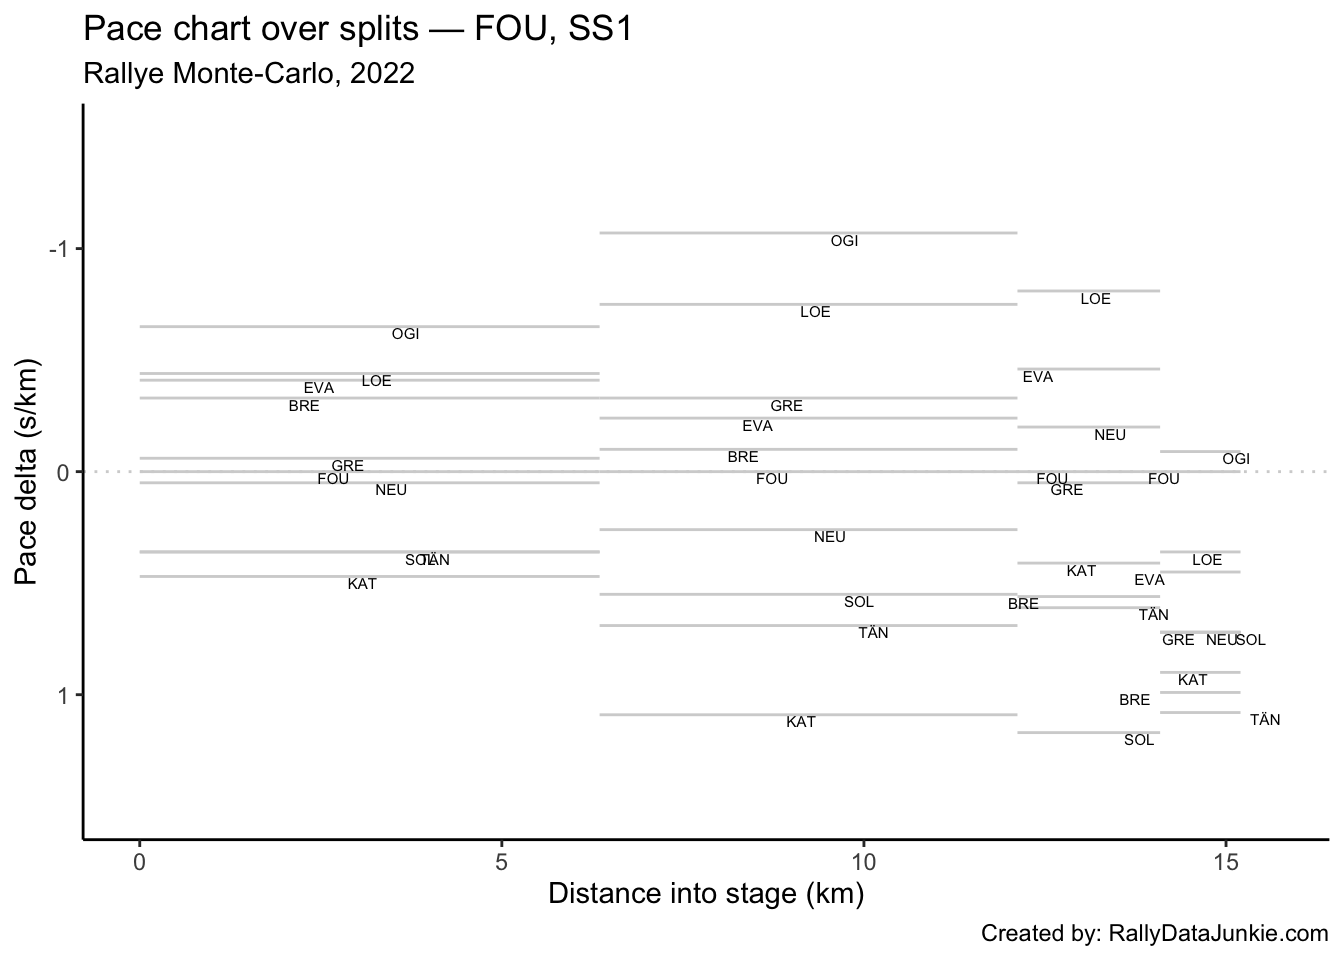 Pace chart over splits — FOU, SS1
Rallye Monte-Carlo, 2022
Pace delta (s/km)
-1
0
1
OGI
LOE
EVA
BRE
GRE
FOU
NEU
SOL
TÄN
KAT
OGI
LOE
GRE
EVA
BRE
FOU
NEU
SOL
TÄN
KAT
LOE
EVA
NEU
FOU
GRE
KAT
BRE
TÄN
SOL
OGI
FOU
LOE
EVA
GRE
NEU
SOL
KAT
BRE
TÄN
0
5
10
15
Distance into stage (km)
Created by: RallyDataJunkie.com